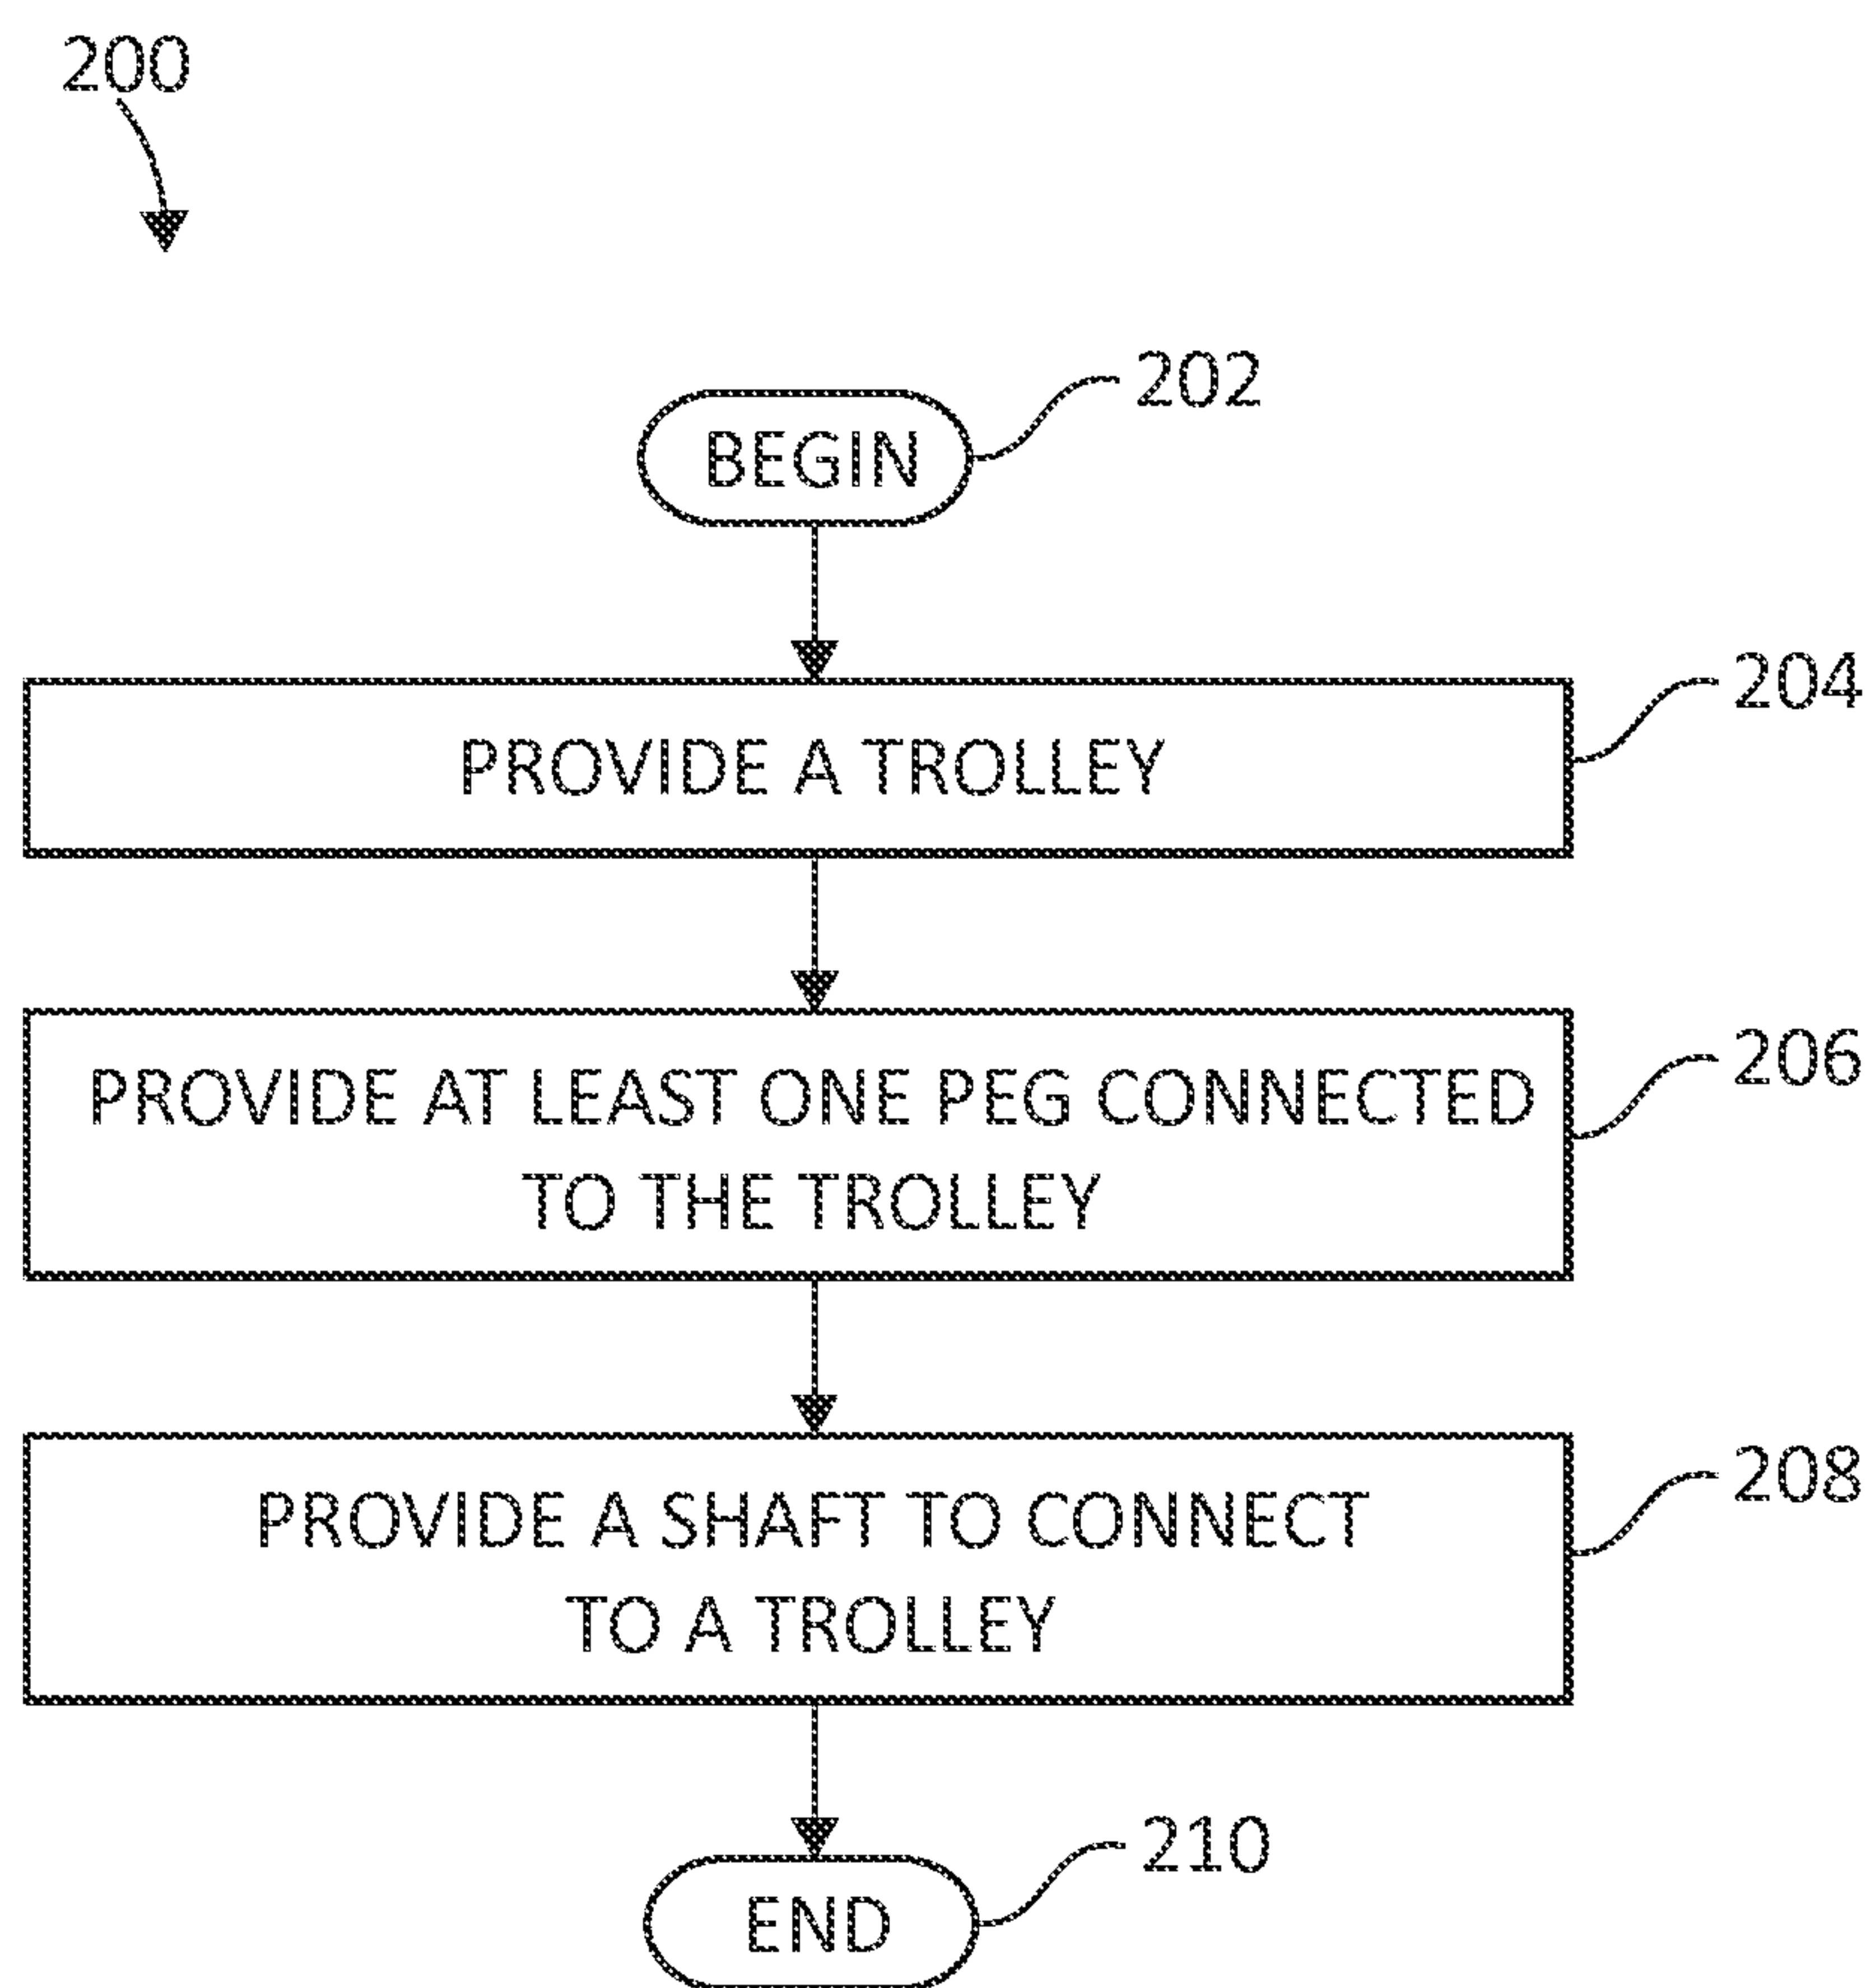 200
202
BEGIN
204
PROVIDE A TROLLEY
206
PROVIDE AT LEAST ONE PEG CONNECTED
TO THE TROLLEY
208
PROVIDE A SHAFT TO CONNECT
TO A TROLLEY
210
END